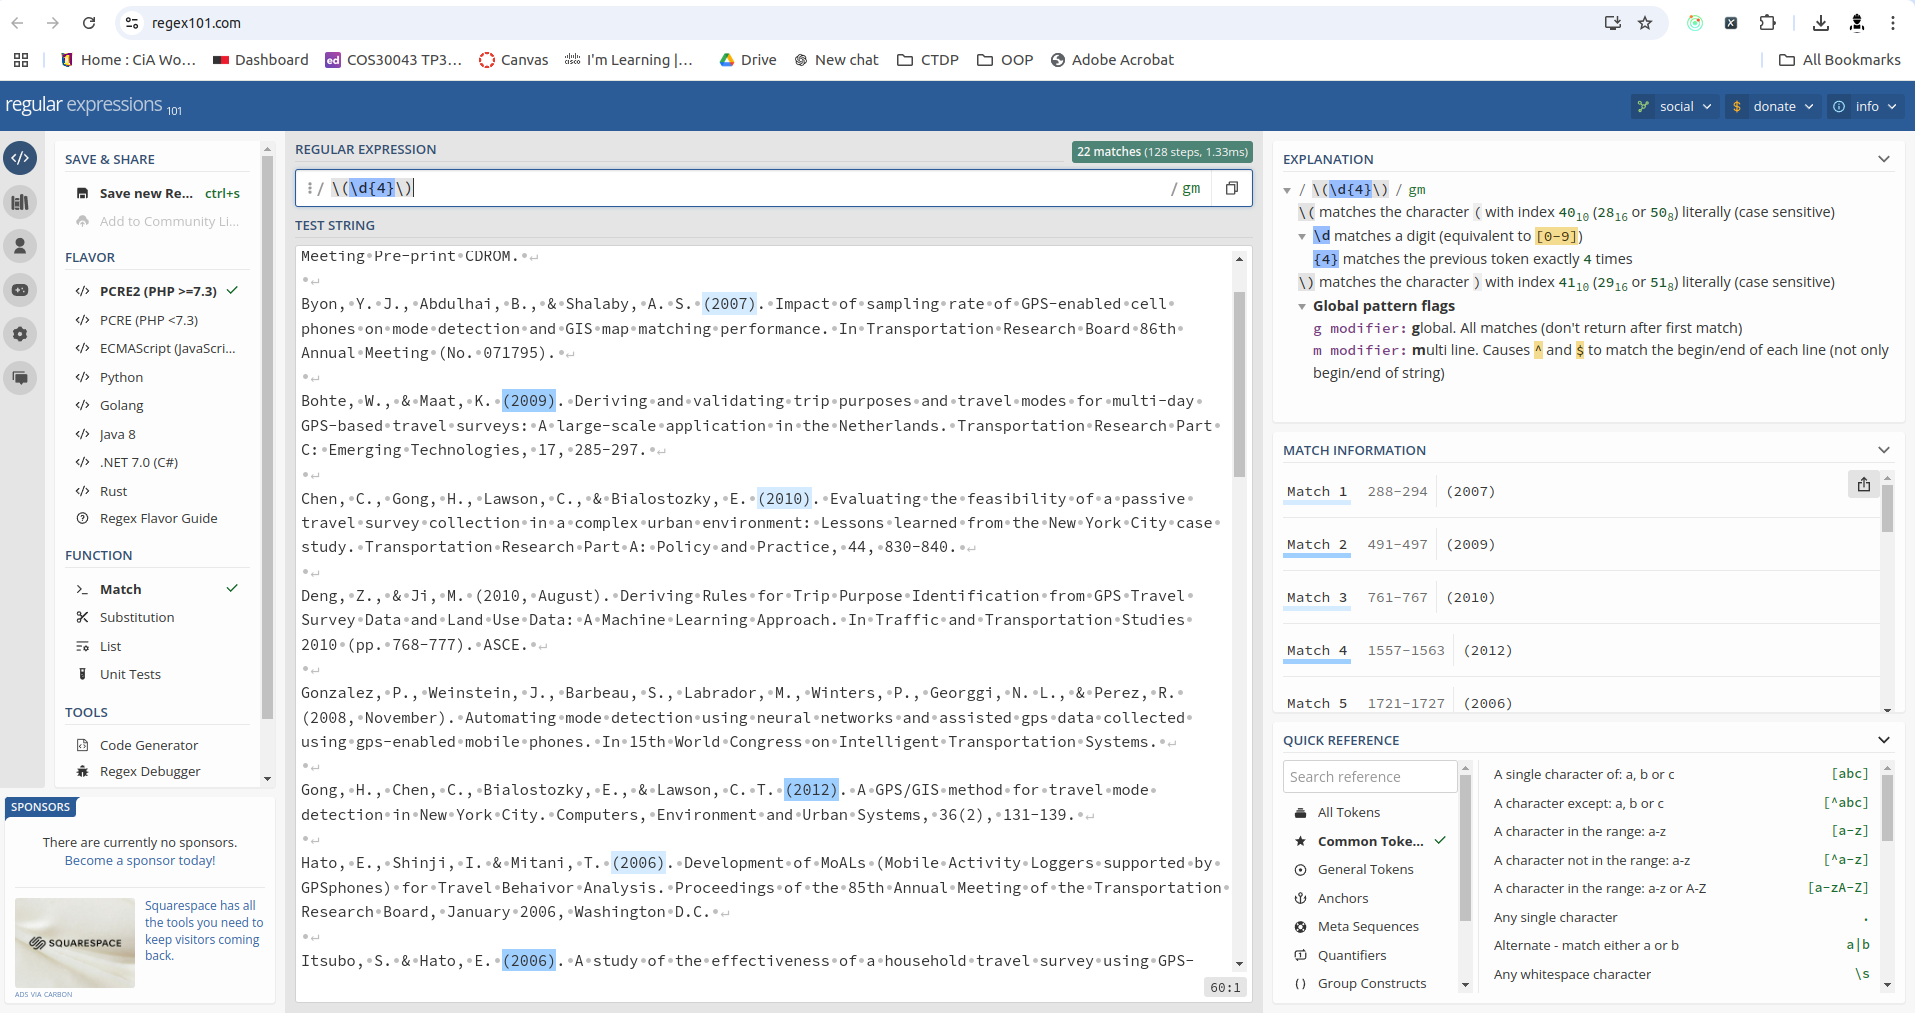 regex101.com
Home : CiA Wo...
Dashboard
COS30043 TP3...
Canvas
I'm Learning |...
Drive
New chat
CTDP
OOP
Adobe Acrobat
All Bookmarks
regular expressions 101
social
donate
info
SAVE & SHARE
Save new Re... ctrl+s
Add to Community Li...
FLAVOR
PCRE2 (PHP >=7.3)
PCRE (PHP <7.3)
ECMAScript (JavaScri...
Python
Golang
Java 8
.NET 7.0 (C#)
Rust
Regex Flavor Guide
FUNCTION
Match
Substitution
List
Unit Tests
TOOLS
Code Generator
Regex Debugger
SPONSORS
There are currently no sponsors.
Become a sponsor today!
SQUARESPACE
Squarespace has all
the tools you need to
keep visitors coming
back.
ADS VIA CARBON
REGULAR EXPRESSION
22 matches (128 steps, 1.33ms)
/ \(\d{4}\) / gm
TEST STRING
Meeting Pre-print CDROM.
Byon, Y. J., Abdulhai, B., & Shalaby, A. S. (2007). Impact of sampling rate of GPS-enabled cell
phones on mode detection and GIS map matching performance. In Transportation Research Board 86th
Annual Meeting (No. 071795).
Bohte, W., & Maat, K. (2009). Deriving and validating trip purposes and travel modes for multi-day
GPS-based travel surveys: A large-scale application in the Netherlands. Transportation Research Part
C: Emerging Technologies, 17, 285-297.
Chen, C., Gong, H., Lawson, C., & Bialostozky, E. (2010). Evaluating the feasibility of a passive
travel survey collection in a complex urban environment: Lessons learned from the New York City case
study. Transportation Research Part A: Policy and Practice, 44, 830-840.
Deng, Z., & Ji, M. (2010, August). Deriving Rules for Trip Purpose Identification from GPS Travel
Survey Data and Land Use Data: A Machine Learning Approach. In Traffic and Transportation Studies
2010 (pp. 768-777). ASCE.
Gonzalez, P., Weinstein, J., Barbeau, S., Labrador, M., Winters, P., Georggi, N. L., & Perez, R.
(2008, November). Automating mode detection using neural networks and assisted gps data collected
using gps-enabled mobile phones. In 15th World Congress on Intelligent Transportation Systems.
Gong, H., Chen, C., Bialostozky, E., & Lawson, C. T. (2012). A GPS/GIS method for travel mode
detection in New York City. Computers, Environment and Urban Systems, 36(2), 131-139.
Hato, E., Shinji, I. & Mitani, T. (2006). Development of MoALs (Mobile Activity Loggers supported by
GPSphones) for Travel Behaivor Analysis. Proceedings of the 85th Annual Meeting of the Transportation
Research Board, January 2006, Washington D.C.
Itsubo, S. & Hato, E. (2006). A study of the effectiveness of a household travel survey using GPS-
60:1
EXPLANATION
/ \(\d{4}\) / gm
\( matches the character ( with index 40₁₀ (28₁₆ or 50₈) literally (case sensitive)
\d matches a digit (equivalent to [0-9])
{4} matches the previous token exactly 4 times
\) matches the character ) with index 41₁₀ (29₁₆ or 51₈) literally (case sensitive)
Global pattern flags
g modifier: global. All matches (don't return after first match)
m modifier: multi line. Causes ^ and $ to match the begin/end of each line (not only
begin/end of string)
MATCH INFORMATION
Match 1 288-294 (2007)
Match 2 491-497 (2009)
Match 3 761-767 (2010)
Match 4 1557-1563 (2012)
Match 5 1721-1727 (2006)
QUICK REFERENCE
Search reference
All Tokens
Common Toke...
General Tokens
Anchors
Meta Sequences
Quantifiers
Group Constructs
A single character of: a, b or c [abc]
A character except: a, b or c [^abc]
A character in the range: a-z [a-z]
A character not in the range: a-z [^a-z]
A character in the range: a-z or A-Z [a-zA-Z]
Any single character .
Alternate - match either a or b a|b
Any whitespace character \s